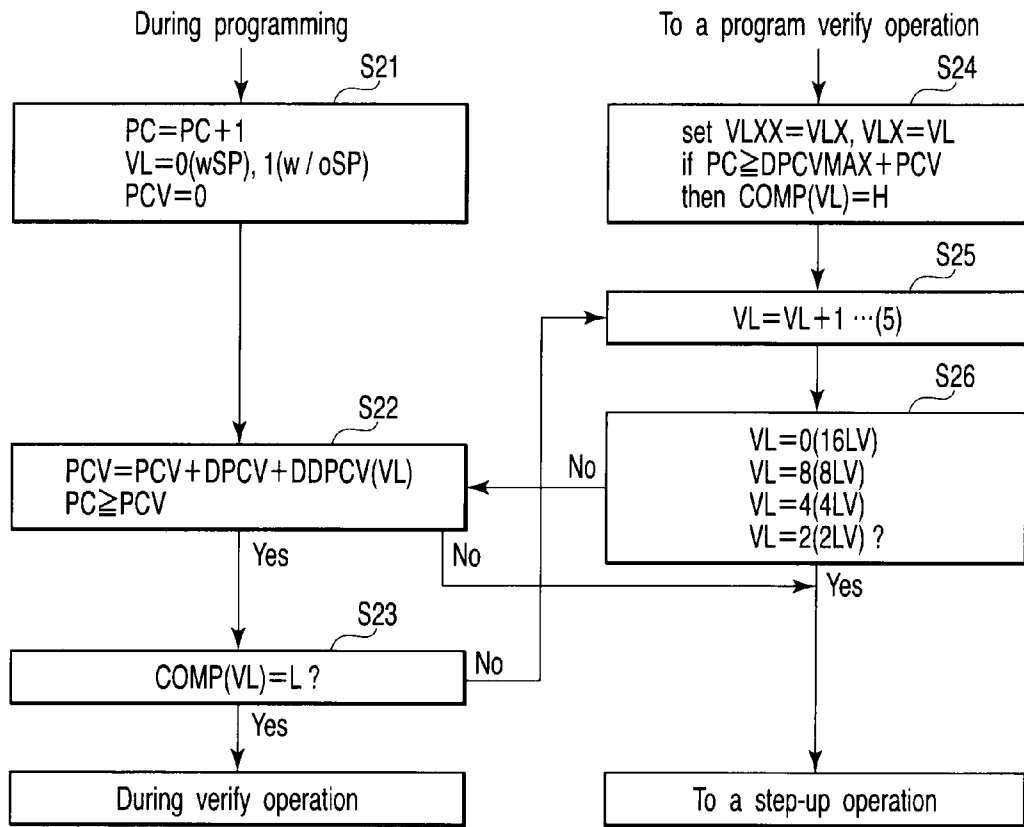 During programming
S21
PC=PC+1
VL=0(wSP), 1(w / oSP)
PCV=0
S22
PCV=PCV+DPCV+DDPCV(VL)
PC≧PCV
Yes
No
S23
COMP(VL)=L ?
No
Yes
During verify operation
To a program verify operation
S24
set VLXX=VLX, VLX=VL
if PC≧DPCVMAX+PCV
then COMP(VL)=H
S25
VL=VL+1 ···(5)
S26
VL=0(16LV)
VL=8(8LV)
VL=4(4LV)
VL=2(2LV) ?
No
Yes
To a step-up operation